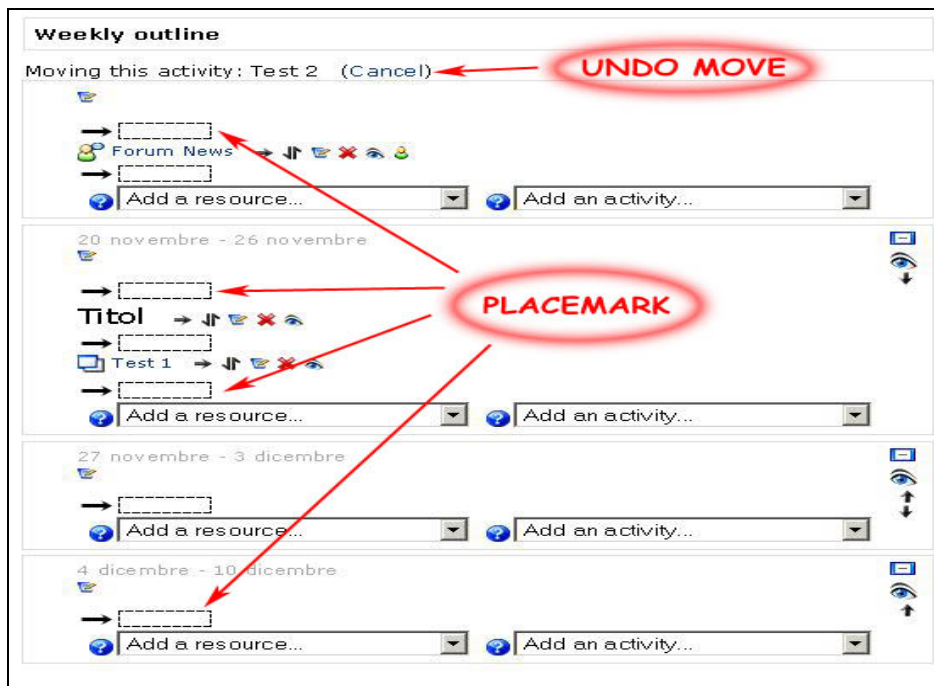 Weekly outline
Moving this activity: Test 2 (Cancel)
UNDO MOVE
Forum News
Add a resource... Add an activity...
20 novembre - 26 novembre
PLACEMARK
Titol
Test 1
Add a resource... Add an activity...
27 novembre - 3 dicembre
Add a resource... Add an activity...
4 dicembre - 10 dicembre
Add a resource... Add an activity...